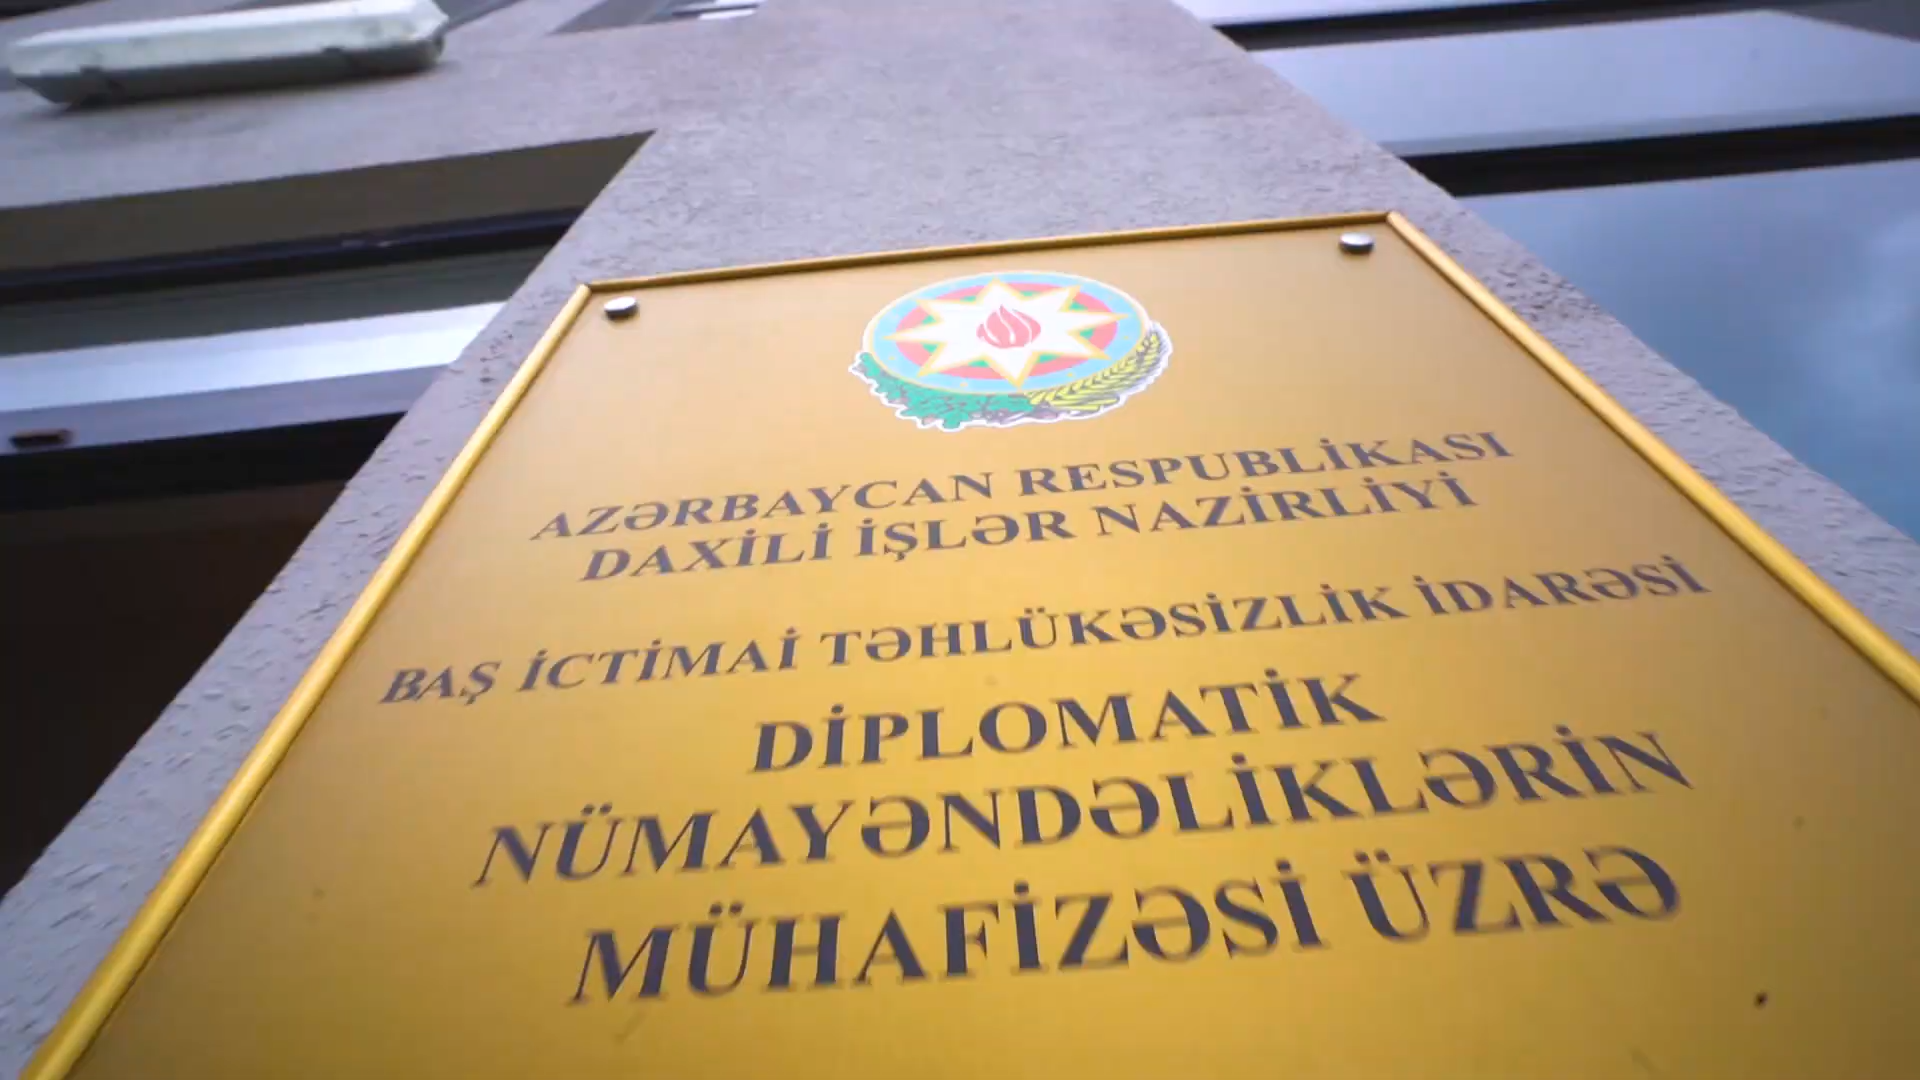 AZƏRBAYCAN RESPUBLİKASI
DAXİLİ İŞLƏR NAZİRLİYİ
BAŞ İCTİMAİ TƏHLÜKƏSİZLİK İDARƏSİ
DİPLOMATİK
NÜMAYƏNDƏLİKLƏRİN
MÜHAFİZƏSİ ÜZRƏ